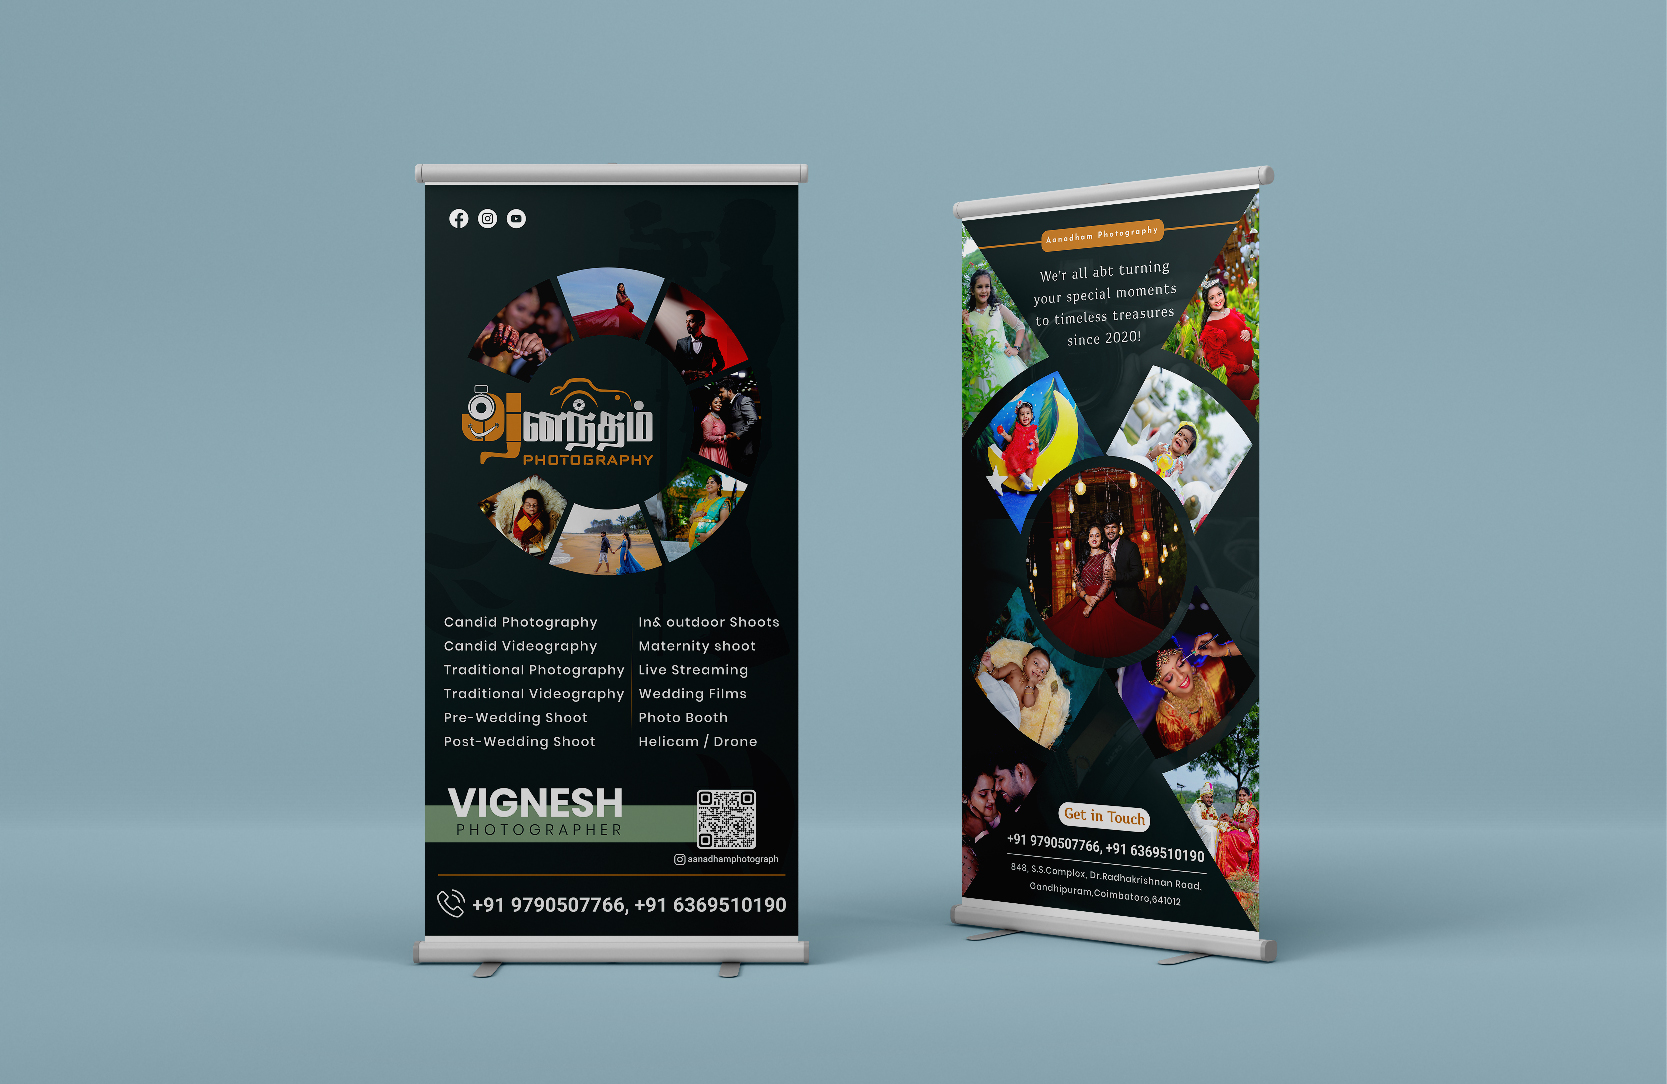 ஆனந்தம்
PHOTOGRAPHY
Candid Photography
Candid Videography
Traditional Photography
Traditional Videography
Pre-Wedding Shoot
Post-Wedding Shoot
In& outdoor Shoots
Maternity shoot
Live Streaming
Wedding Films
Photo Booth
Helicam / Drone
VIGNESH
PHOTOGRAPHER
aanadhamphotograph
+91 9790507766, +91 6369510190
Aanadham Photography
We'r all abt turning
your special moments
to timeless treasures
since 2020!
Get in Touch
+91 9790507766, +91 6369510190
848, S.S.Complox, Dr.Radhakrishnan Road,
Gandhipuram,Coimbatore,641012